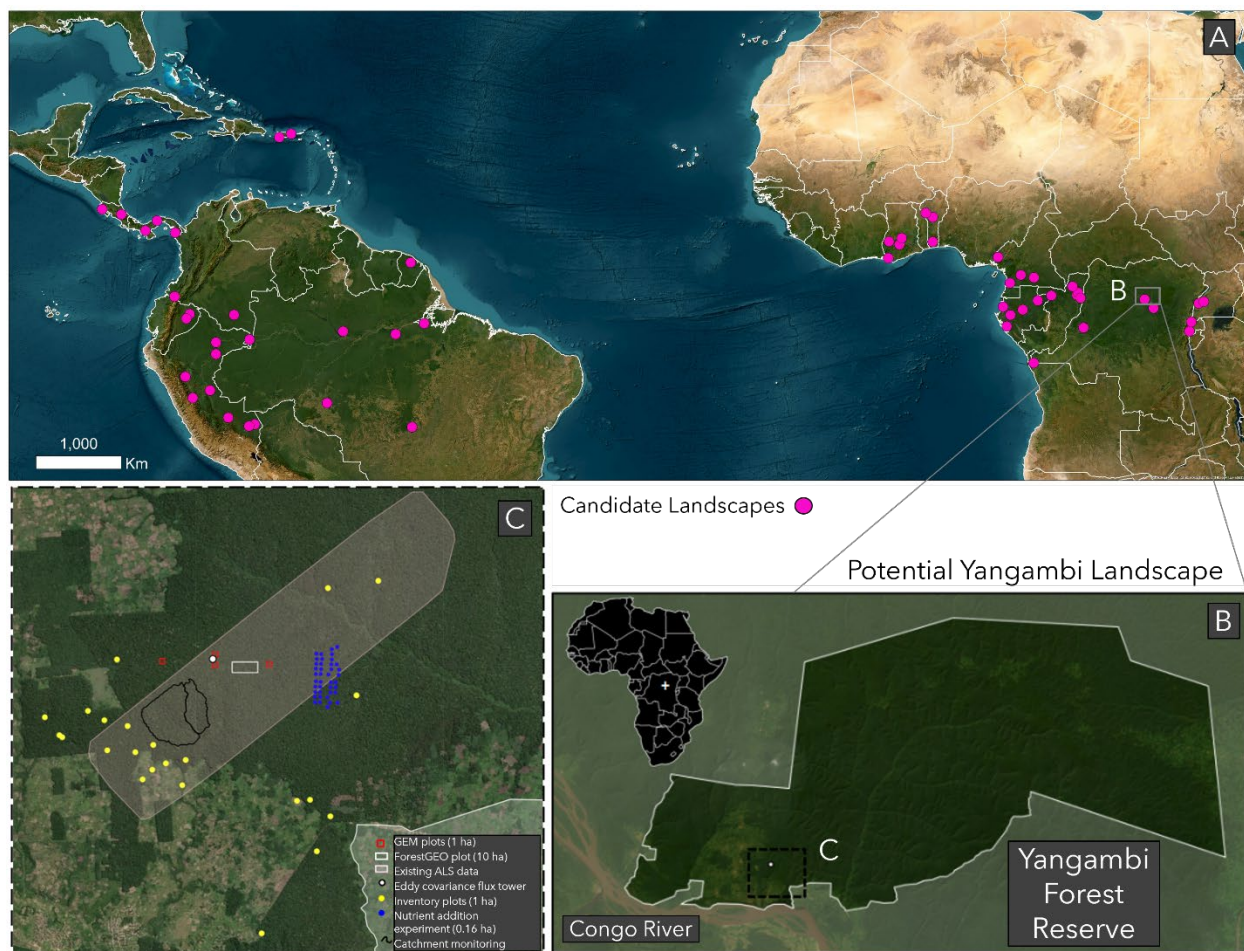 A
B
1,000
Km
Candidate Landscapes
Potential Yangambi Landscape
C
GEM plots (1 ha)
ForestGEO plot (10 ha)
Existing ALS data
Eddy covariance flux tower
Inventory plots (1 ha)
Nutrient addition
experiment (0.16 ha)
Catchment monitoring
B
C
Congo River
Yangambi
Forest
Reserve